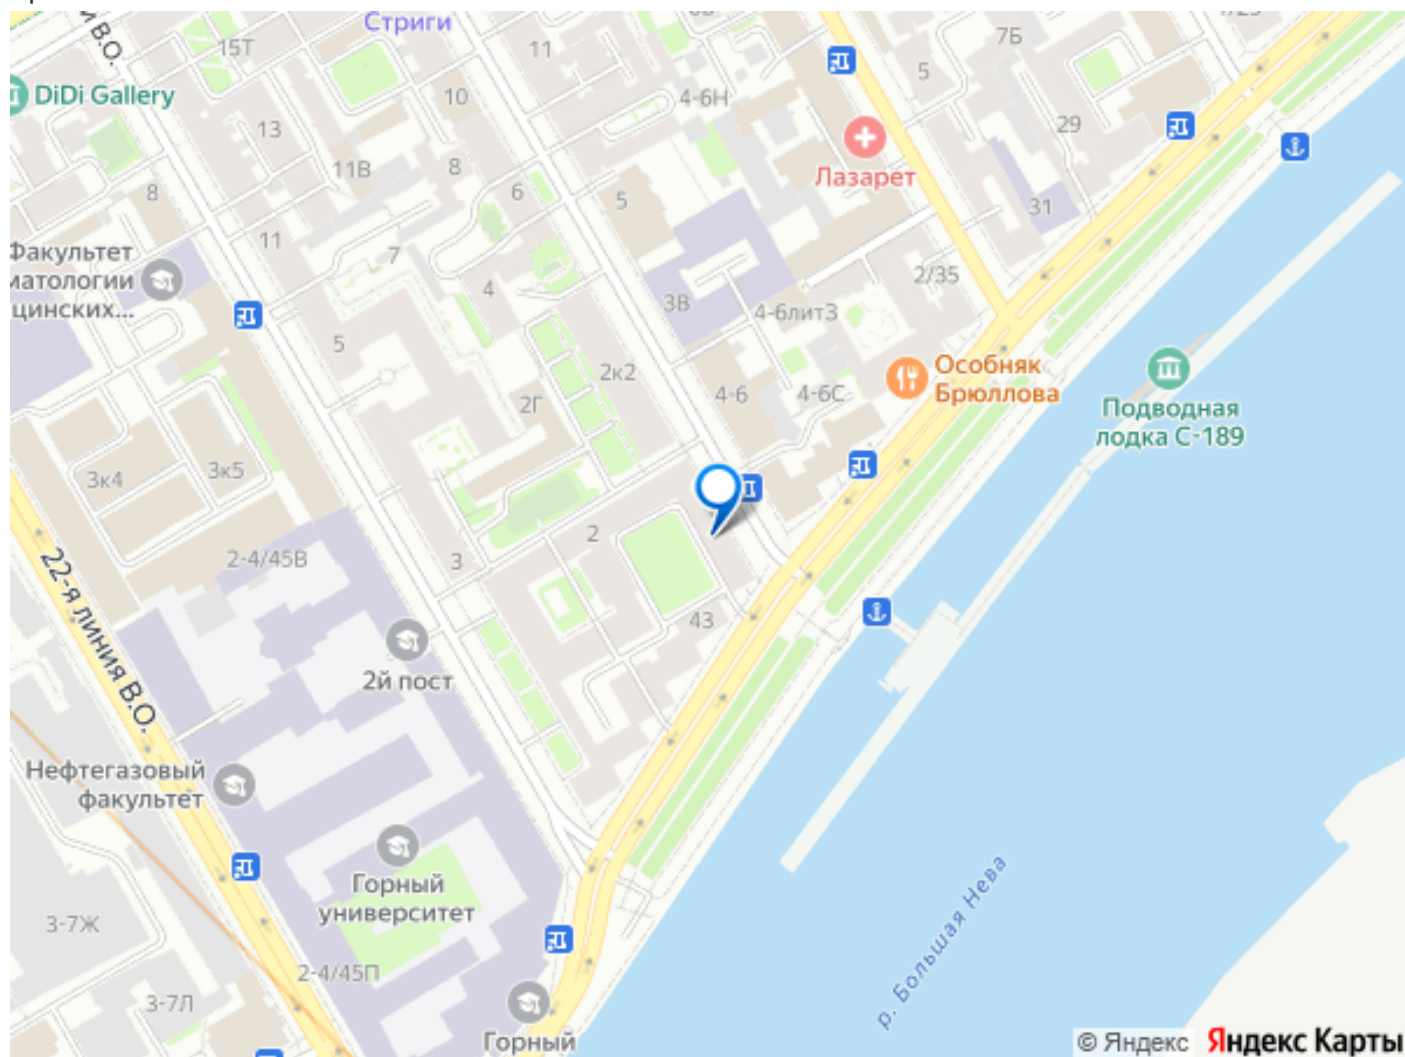 Стриги
В.О.
15Т
11
7Б
5
DiDi Gallery
10
4-6Н
13
29
Лазарет
11В
8
8
6
5
31
11
7
Факультет
матологии
цинских...
4
2/35
3В
4-6литЗ
5
2к2
Особняк
Брюллова
4-6
4-6С
2Г
Подводная
лодка С-189
3к4
3к5
2
2-4/45В
3
22-я линия В.О.
43
2й пост
Нефтегазовый
факультет
Горный
университет
р. Большая Нева
3-7Ж
2-4/45П
3-7Л
Горный
© Яндекс
Яндекс Карты